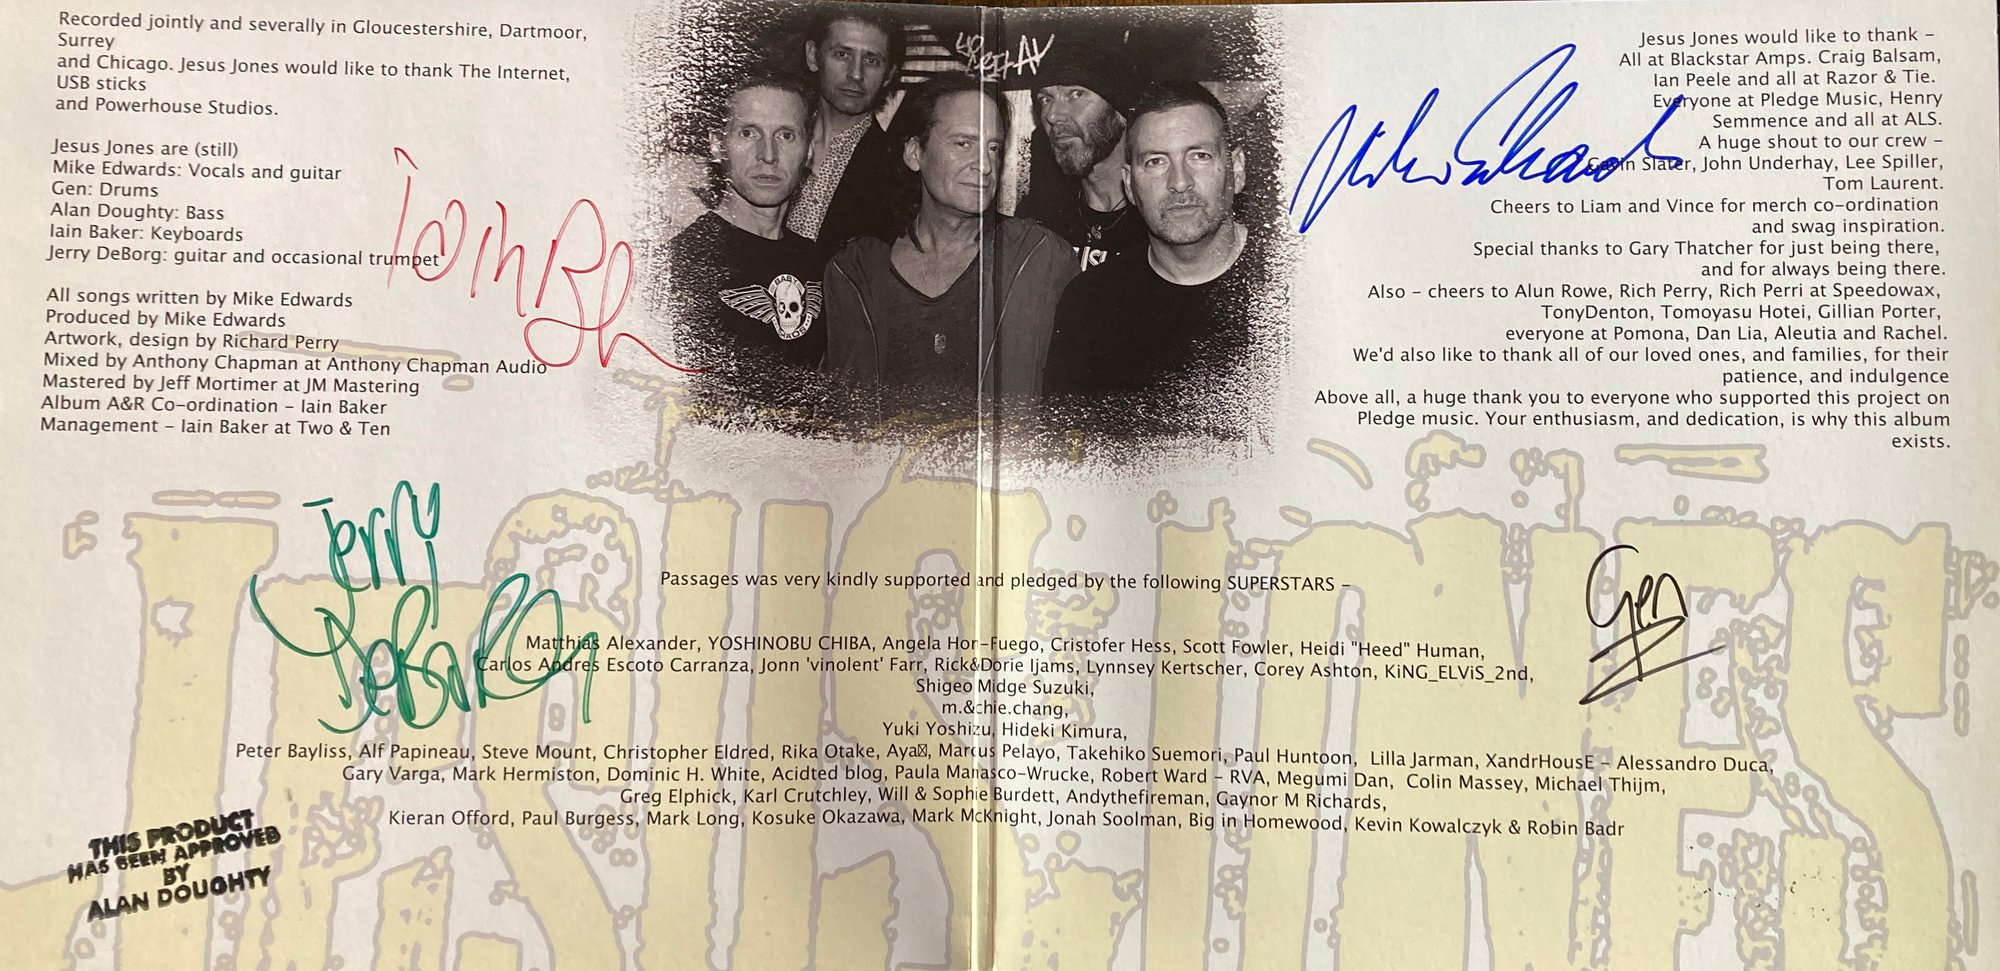 Recorded jointly and severally in Gloucestershire, Dartmoor,
Surrey
and Chicago. Jesus Jones would like to thank The Internet,
USB sticks
and Powerhouse Studios.
Jesus Jones are (still)
Mike Edwards: Vocals and guitar
Gen: Drums
Alan Doughty: Bass
Iain Baker: Keyboards
Jerry DeBorg: guitar and occasional trumpet
All songs written by Mike Edwards
Produced by Mike Edwards
Artwork, design by Richard Perry
Mixed by Anthony Chapman at Anthony Chapman Audio
Mastered by Jeff Mortimer at JM Mastering
Album A&R Co-ordination - Iain Baker
Management - Iain Baker at Two & Ten
Iain
BABY
Jesus Jones would like to thank -
All at Blackstar Amps. Craig Balsam,
Ian Peele and all at Razor & Tie.
Everyone at Pledge Music, Henry
Semmence and all at ALS.
A huge shout to our crew -
Gavin Slater, John Underhay, Lee Spiller,
Tom Laurent.
Cheers to Liam and Vince for merch co-ordination
and swag inspiration.
Special thanks to Gary Thatcher for just being there,
and for always being there.
Also - cheers to Alun Rowe, Rich Perry, Rich Perri at Speedowax,
TonyDenton, Tomoyasu Hotei, Gillian Porter,
everyone at Pomona, Dan Lia, Aleutia and Rachel.
We'd also like to thank all of our loved ones, and families, for their
patience, and indulgence
Above all, a huge thank you to everyone who supported this project on
Pledge music. Your enthusiasm, and dedication, is why this album
exists.
Jerry
DeBorg
Gen
JESUS JONES
Passages was very kindly supported and pledged by the following SUPERSTARS -
Matthias Alexander, YOSHINOBU CHIBA, Angela Hon-Fuego, Cristofer Hess, Scott Fowler, Heidi "Heed" Human,
Carlos Andres Escoto Carranza, Jonn 'vinolent' Farr, Rick&Dorie Ijams, Lynnsey Kertscher, Corey Ashton, KiNG_ELViS_2nd,
Shigeo Midge Suzuki,
m.&chie.chang,
Yuki Yoshizu, Hideki Kimura,
Peter Bayliss, Alf Papineau, Steve Mount, Christopher Eldred, Rika Otake, Aya, Marcus Pelayo, Takehiko Suemori, Paul Huntoon, Lilla Jarman, XandrHousE - Alessandro Duca,
Gary Varga, Mark Hermiston, Dominic H. White, Acidted blog, Paula Manasco-Wrucke, Robert Ward - RVA, Megumi Dan, Colin Massey, Michael Thijm,
Greg Elphick, Karl Crutchley, Will & Sophie Burdett, Andythefireman, Gaynor M Richards,
Kieran Offord, Paul Burgess, Mark Long, Kosuke Okazawa, Mark McKnight, Jonah Soolman, Big in Homewood, Kevin Kowalczyk & Robin Badr
THIS PRODUCT
HAS BEEN APPROVED
BY
ALAN DOUGHTY